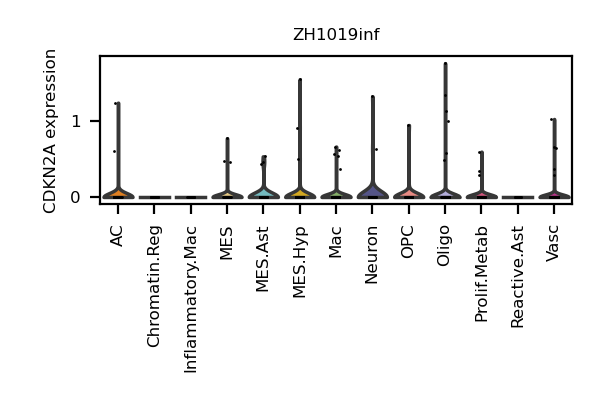 ZH1019inf
CDKN2A expression
1
0
AC
Chromatin.Reg
Inflammatory.Mac
MES
MES.Ast
MES.Hyp
Mac
Neuron
OPC
Oligo
Prolif.Metab
Reactive.Ast
Vasc